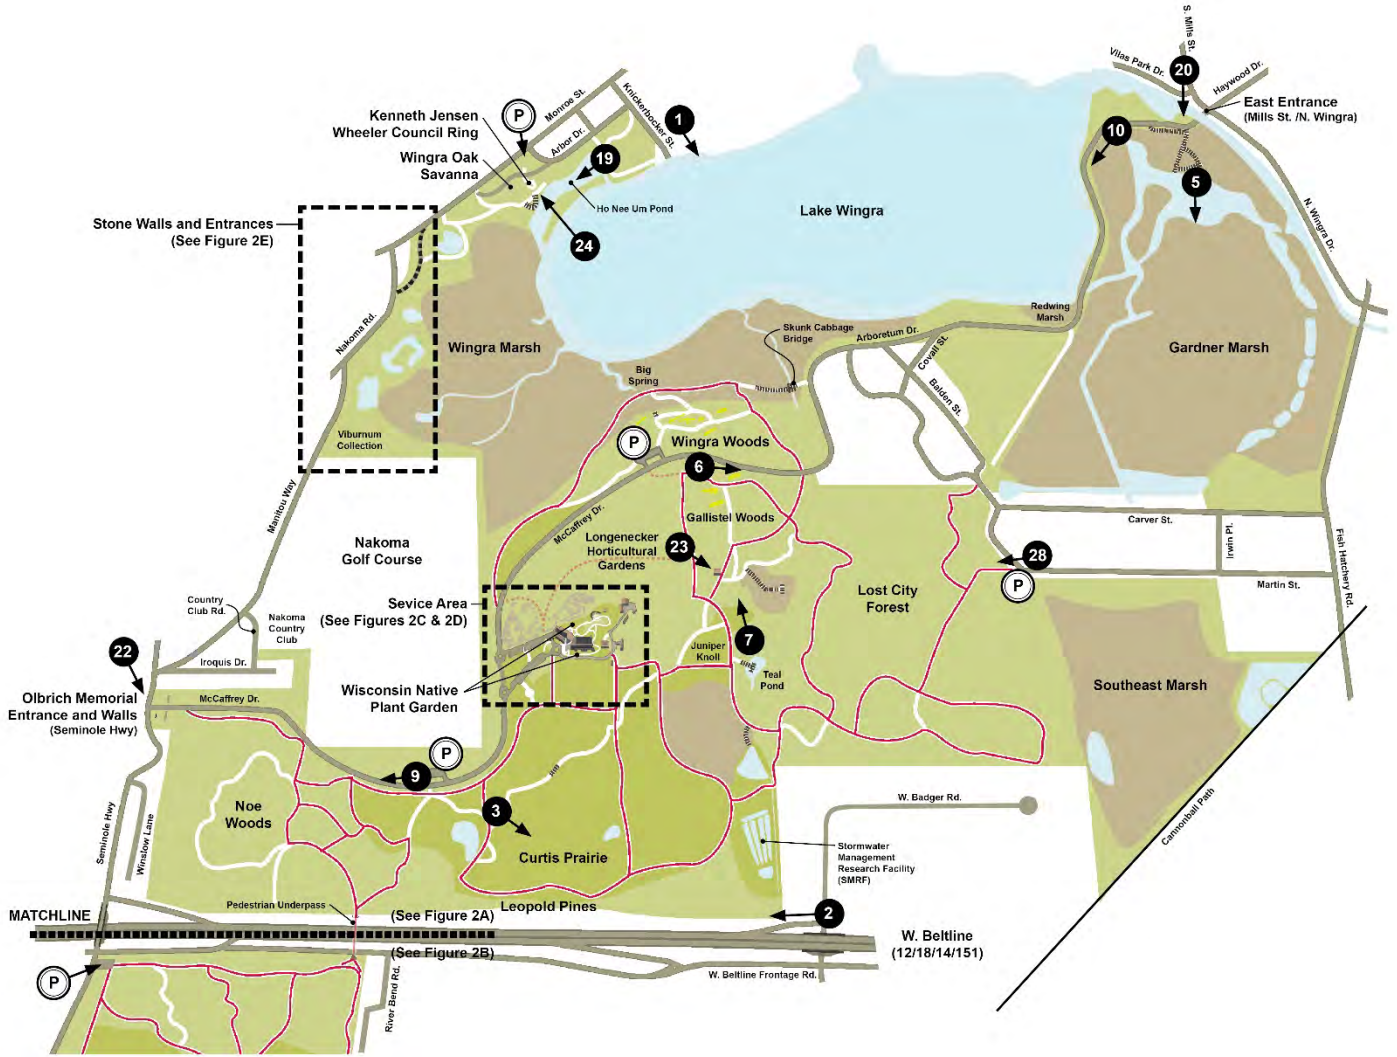 S. Mills St.
Vilas Park Dr.
20
Haywood Dr.
East Entrance
(Mills St. /N. Wingra)
Kenneth Jensen
Wheeler Council Ring
P
Monroe St.
Knickerbocker St.
1
Arbor Dr.
10
Wingra Oak
Savanna
19
5
Ho Nee Um Pond
Lake Wingra
N. Wingra Dr.
Stone Walls and Entrances
(See Figure 2E)
24
Nakoma Rd.
Wingra Marsh
Skunk Cabbage
Bridge
Arboretum Dr.
Redwing
Marsh
Covall St.
Gardner Marsh
Big
Spring
Balden St.
Viburnum
Collection
P
Wingra Woods
6
Manitou Way
McCaffrey Dr.
Gallistel Woods
Carver St.
Irwin Pl.
Fish Hatchery Rd.
Nakoma
Golf Course
Longenecker
Horticultural
Gardens
23
28
P
Martin St.
Lost City
Forest
Country
Club Rd.
Nakoma
Country
Club
Sevice Area
(See Figures 2C & 2D)
7
Juniper
Knoll
22
Iroquis Dr.
Teal
Pond
Southeast Marsh
Olbrich Memorial
Entrance and Walls
(Seminole Hwy)
McCaffrey Dr.
Wisconsin Native
Plant Garden
P
9
3
Noe
Woods
W. Badger Rd.
Cannonball Path
Seminole Hwy
Winslow Lane
Curtis Prairie
Stormwater
Management
Research Facility
(SMRF)
Pedestrian Underpass
Leopold Pines
MATCHLINE
(See Figure 2A)
2
(See Figure 2B)
W. Beltline
(12/18/14/151)
P
River Bend Rd.
W. Beltline Frontage Rd.